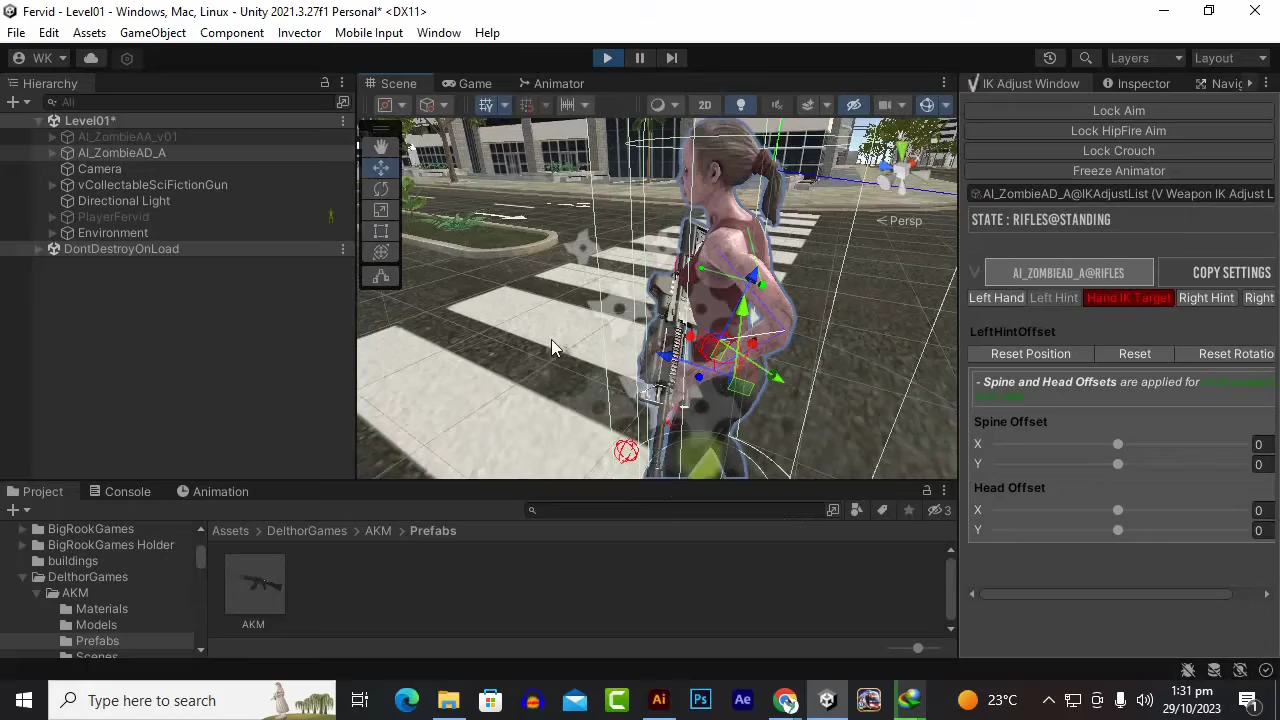 Fervid - Level01 - Windows, Mac, Linux - Unity 2021.3.27f1 Personal* <DX11>
File Edit Assets GameObject Component Invector Mobile Input Window Help
WK Layers Layout
Hierarchy Scene Game Animator IK Adjust Window Inspector Navig
All 2D Lock Aim
Level01* Lock HipFire Aim
AI_ZombieAA_v01 Lock Crouch
AI_ZombieAD_A Freeze Animator
Camera
vCollectableSciFictionGun AI_ZombieAD_A@IKAdjustList (V Weapon IK Adjust L
Directional Light
PlayerFervid Persp STATE : RIFLES@STANDING
Environment
DontDestroyOnLoad
AI_ZOMBIEAD_A@RIFLES COPY SETTINGS
Left Hand Left Hint Hand IK Target Right Hint Right
LeftHintOffset
Reset Position Reset Reset Rotatio
- Spine and Head Offsets are applied for
Spine Offset
X 0
Y 0
Head Offset
X 0
Y 0
Project Console Animation
3
BigRookGames Assets > DelthorGames > AKM > Prefabs
BigRookGames Holder
buildings
DelthorGames
AKM
Materials
Models AKM
Prefabs
Scenes
Type here to search 23°C 1:31 pm
29/10/2023 1